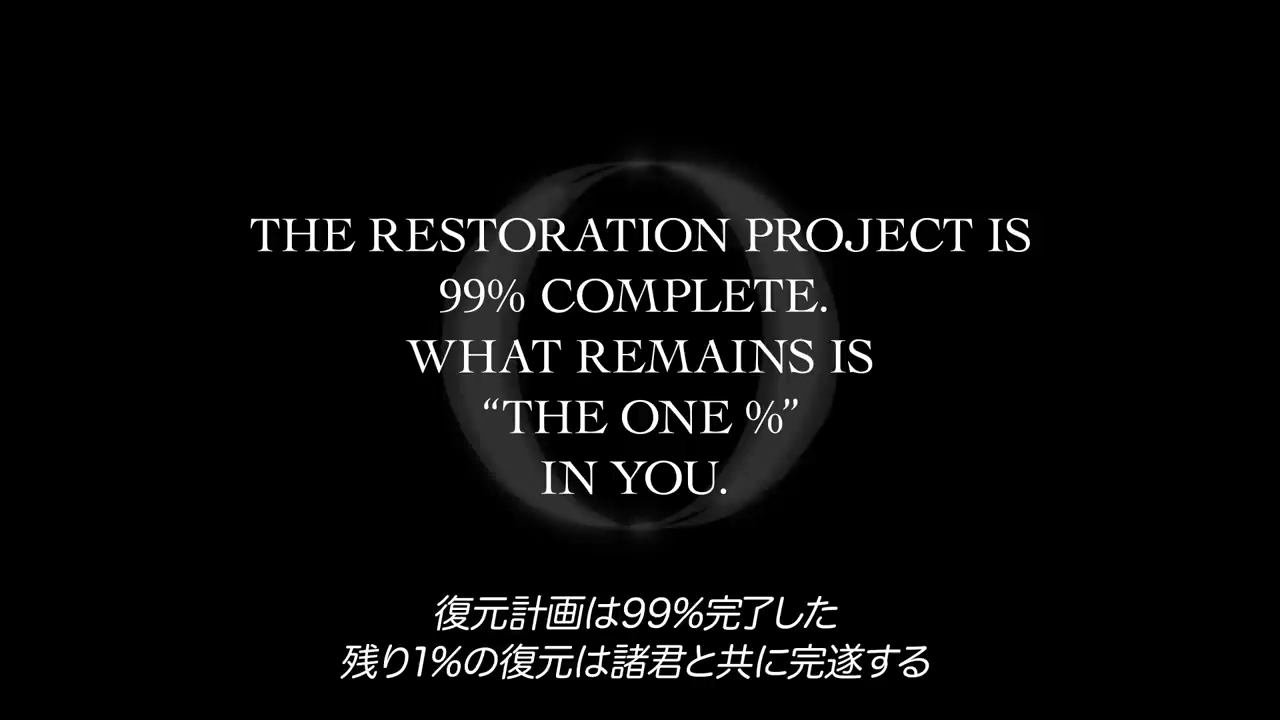 THE RESTORATION PROJECT IS
99% COMPLETE.
WHAT REMAINS IS
“THE ONE %”
IN YOU.
復元計画は99%完了した
残り1%の復元は諸君と共に完遂する